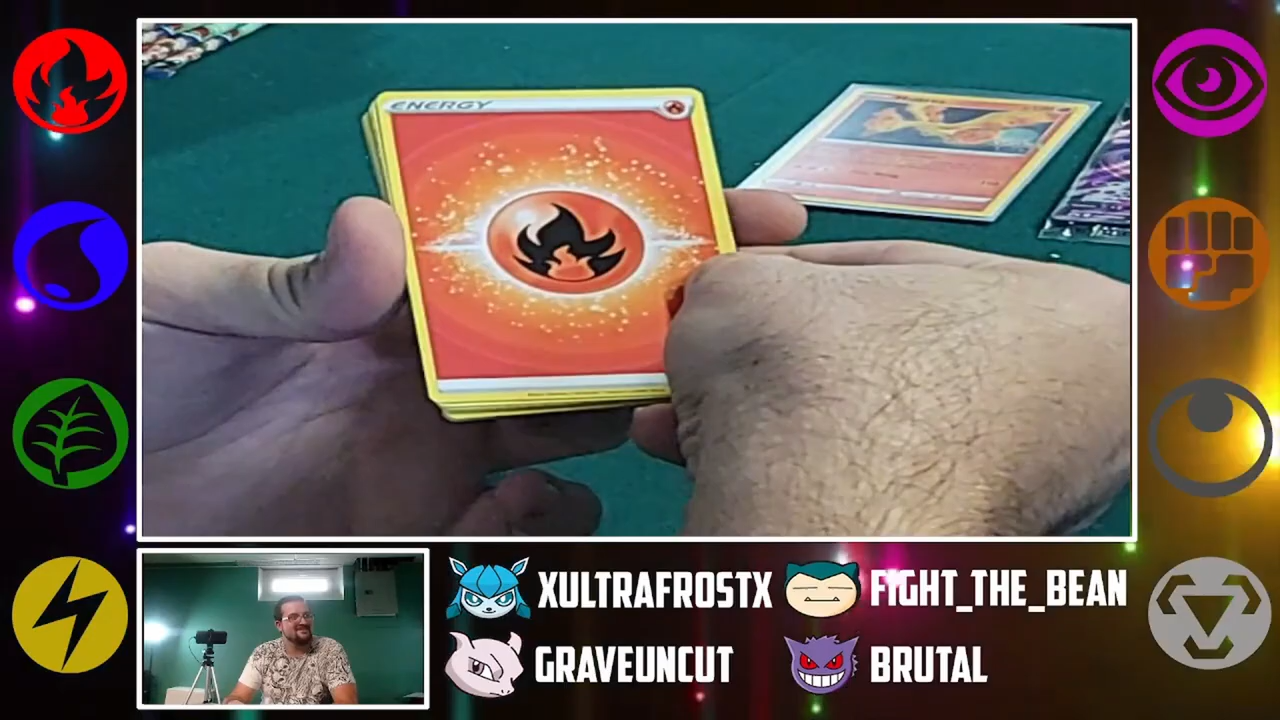 ENERGY
XULTRAFROSTX
FIGHT_THE_BEAN
GRAVEUNCUT
BRUTAL